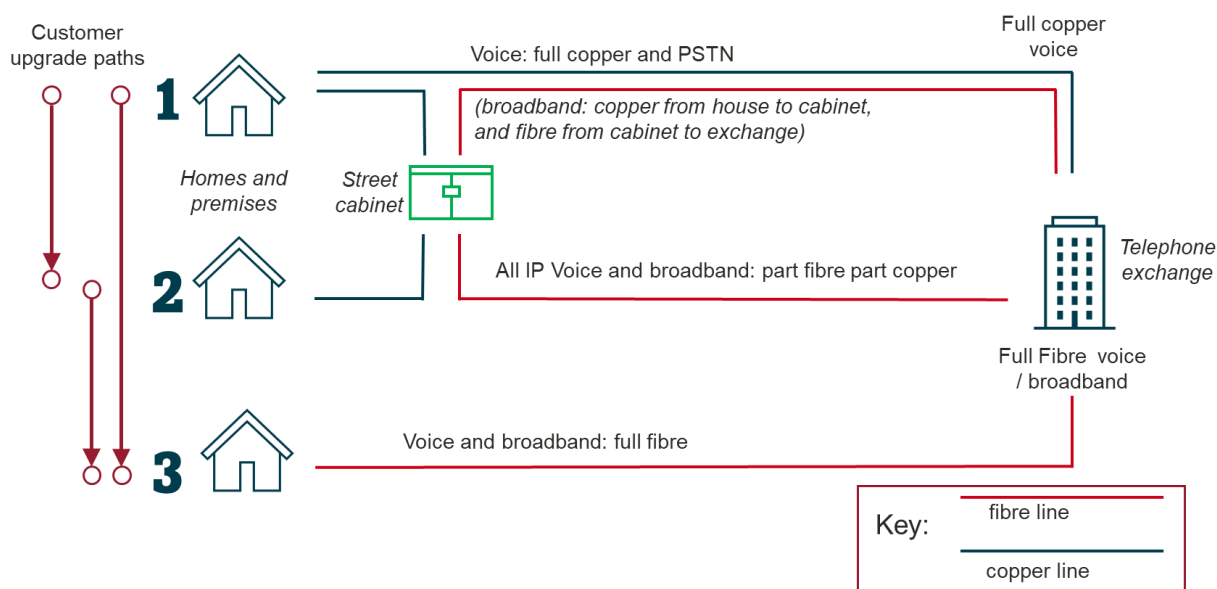 Customer
upgrade paths
1
Voice: full copper and PSTN
Full copper
voice
(broadband: copper from house to cabinet,
and fibre from cabinet to exchange)
Homes and
premises
Street
cabinet
2
All IP Voice and broadband: part fibre part copper
Telephone
exchange
Full Fibre voice
/ broadband
3
Voice and broadband: full fibre
Key:
fibre line
copper line